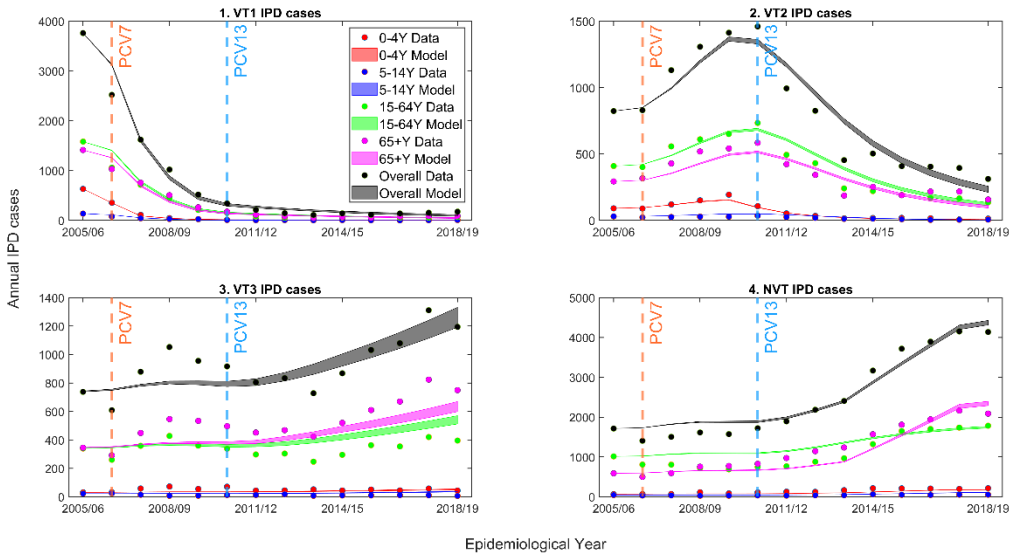 1. VT1 IPD cases
4000
3000
2000
1000
0
PCV7
PCV13
0-4Y Data
0-4Y Model
5-14Y Data
5-14Y Model
15-64Y Data
15-64Y Model
65+Y Data
65+Y Model
Overall Data
Overall Model
2005/06
2008/09
2011/12
2014/15
2018/19
2. VT2 IPD cases
1500
1000
500
0
PCV7
PCV13
2005/06
2008/09
2011/12
2014/15
2018/19
Annual IPD cases
3. VT3 IPD cases
1400
1200
1000
800
600
400
200
0
PCV7
PCV13
2005/06
2008/09
2011/12
2014/15
2018/19
4. NVT IPD cases
5000
4000
3000
2000
1000
0
PCV7
PCV13
2005/06
2008/09
2011/12
2014/15
2018/19
Epidemiological Year